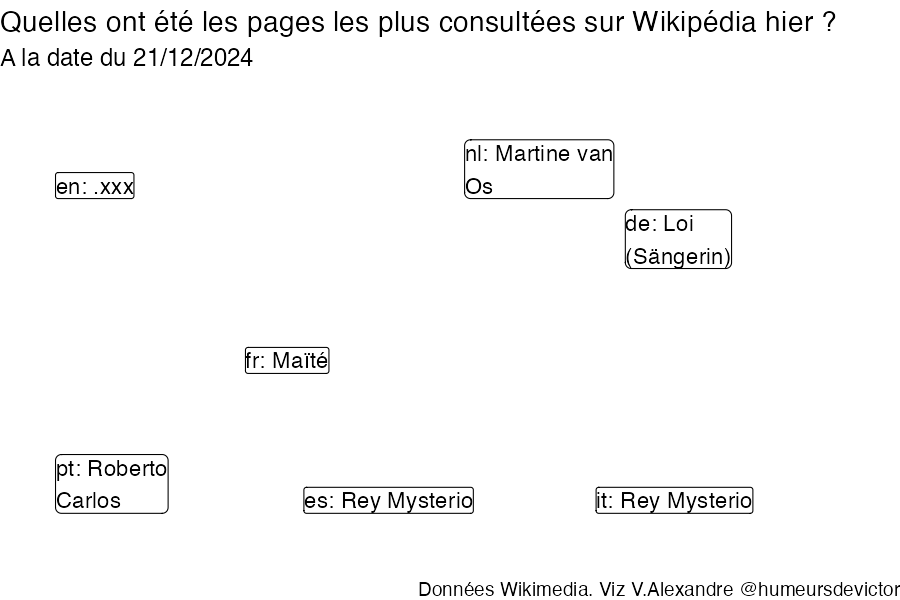 Quelles ont été les pages les plus consultées sur Wikipédia hier ?
A la date du 21/12/2024
nl: Martine van
Os
en: .xxx
de: Loi
(Sängerin)
fr: Maïté
pt: Roberto
Carlos
es: Rey Mysterio
it: Rey Mysterio
Données Wikimedia. Viz V.Alexandre @humeursdevictor